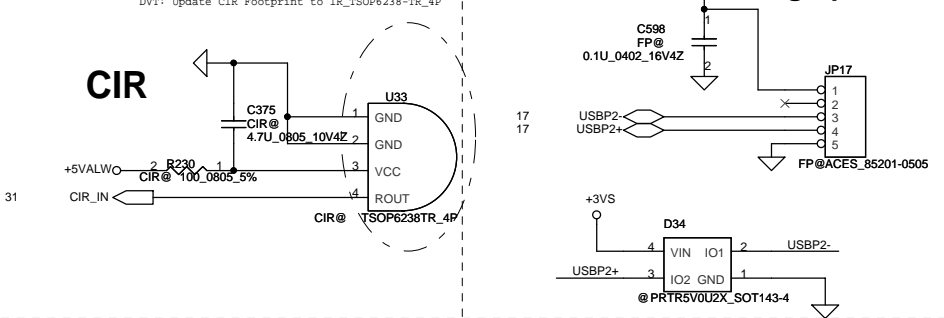 DVT: Update CIR Footprint to IR_TSOP6238-TR_4P
CIR
C375
CIR@
4.7U_0805_10V4Z
U33
1 GND
2 GND
3 VCC
4 ROUT
+5VALW
2 R230 1
CIR@ 100_0805_5%
31 CIR_IN
CIR@ TSOP6238TR_4P
C598
FP@
0.1U_0402_16V4Z
1
2
JP17
1
2
3
4
5
17 USBP2-
17 USBP2+
FP@ACES_85201-0505
+3VS
D34
4 VIN IO1 2 USBP2-
USBP2+ 3 IO2 GND 1
@PRTR5V0U2X_SOT143-4